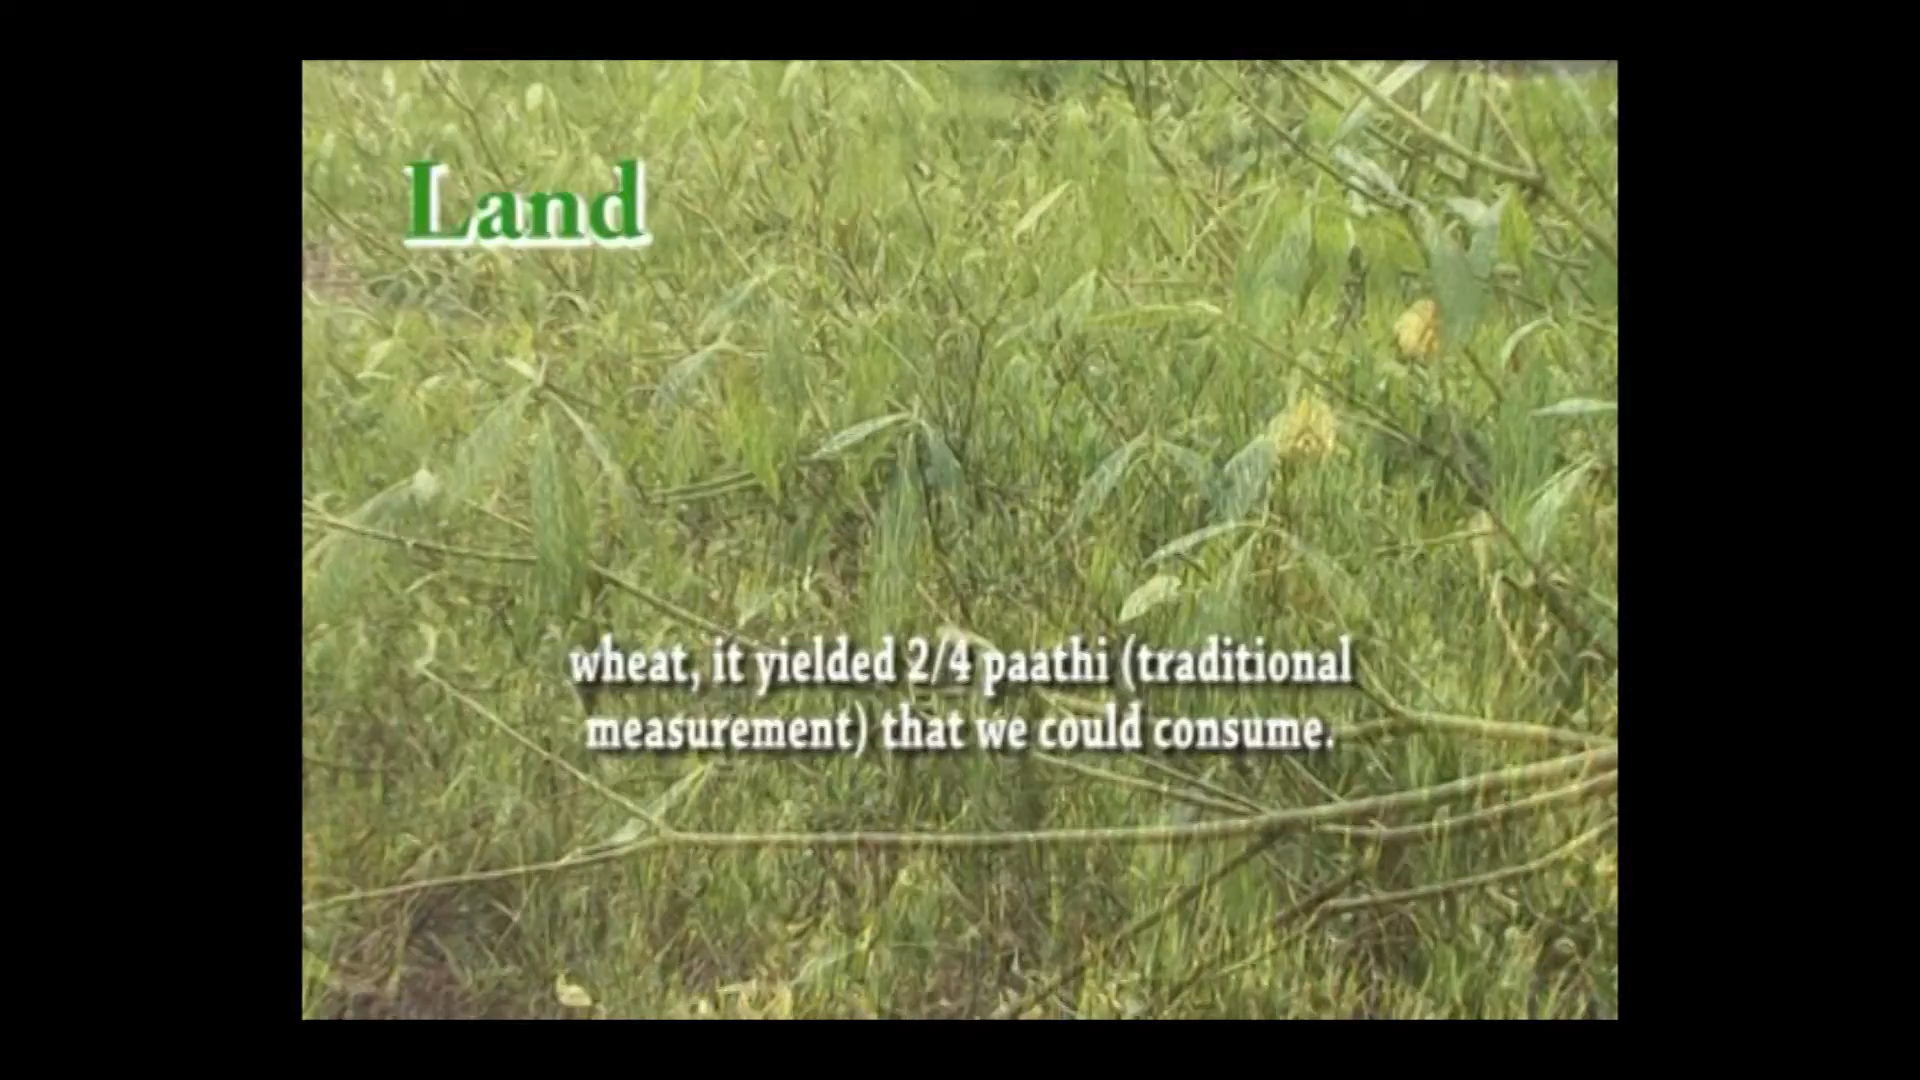 Land
wheat, it yielded 2/4 paathi (traditional
measurement) that we could consume.